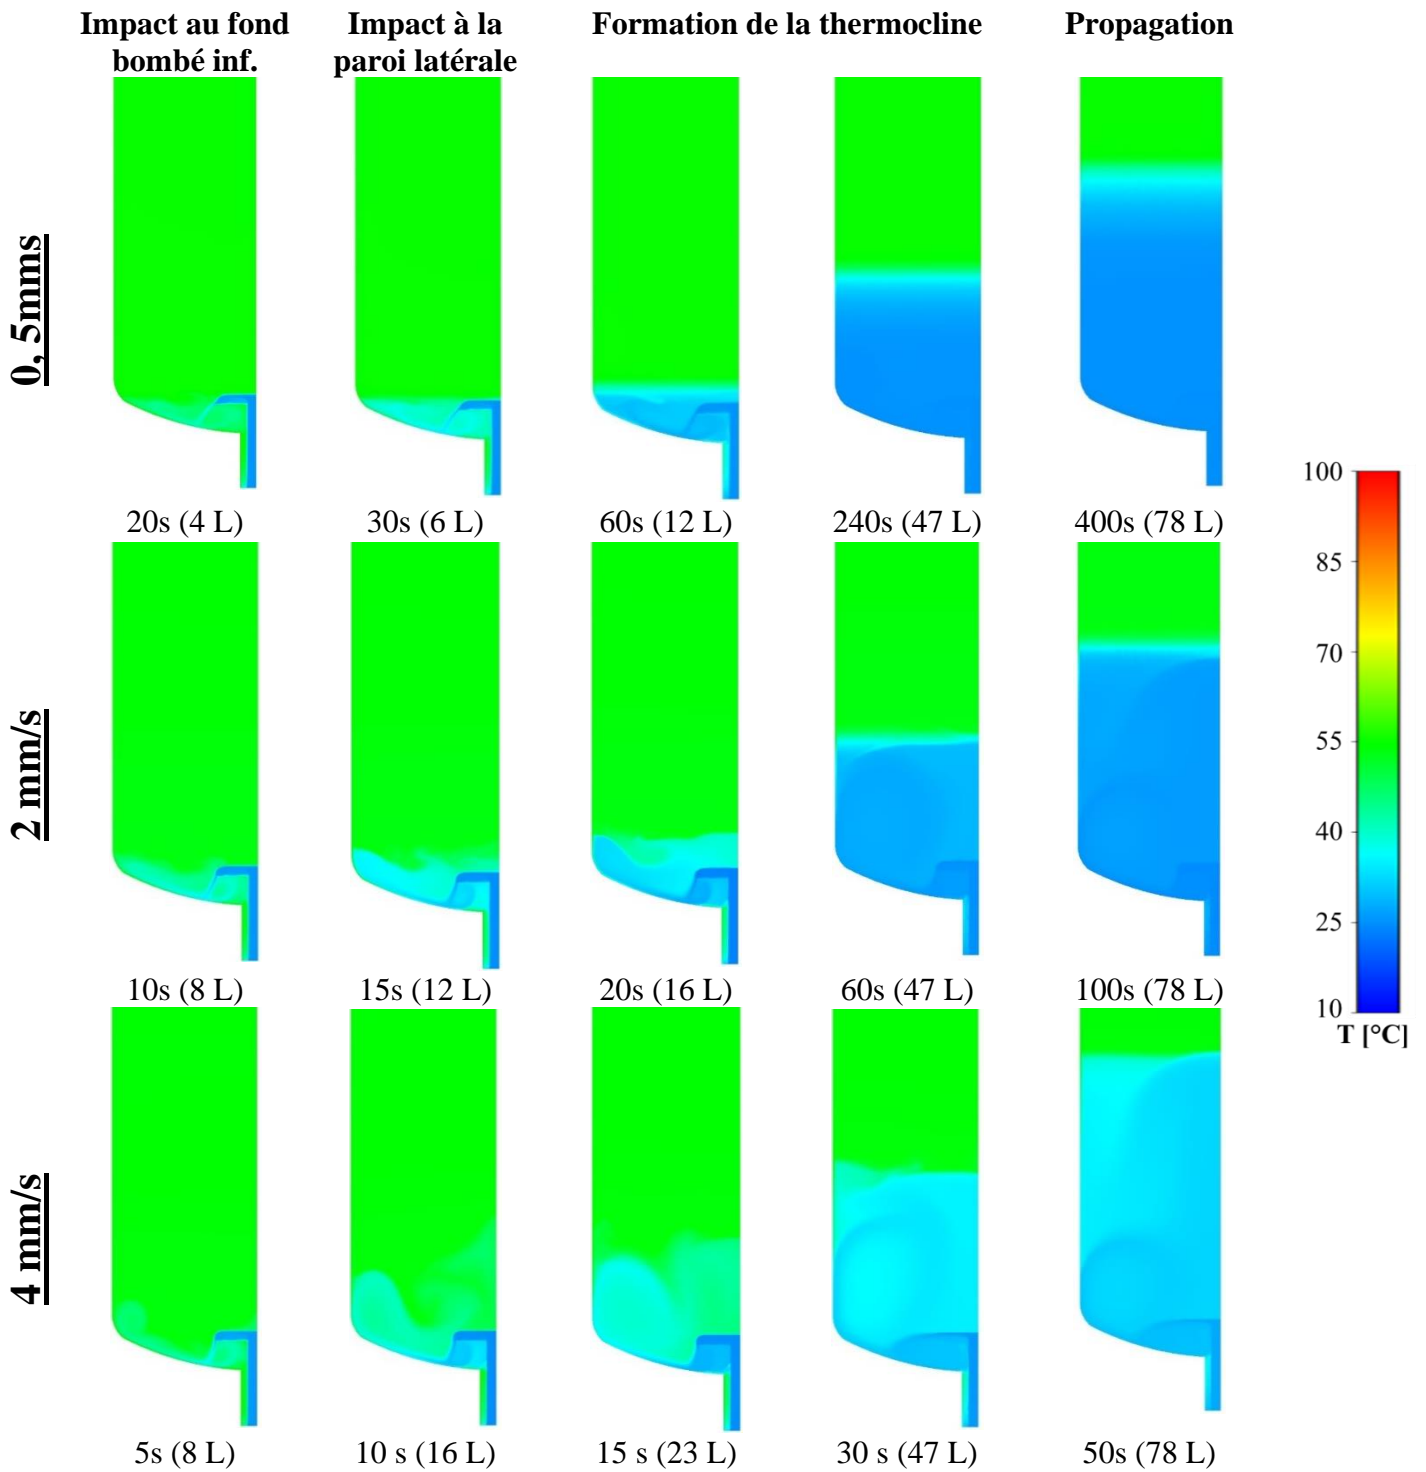 Impact au fond
bombé inf.
Impact à la
paroi latérale
Formation de la thermocline
Propagation
0, 5mms
20s (4 L)
30s (6 L)
60s (12 L)
240s (47 L)
400s (78 L)
2 mm/s
10s (8 L)
15s (12 L)
20s (16 L)
60s (47 L)
100s (78 L)
4 mm/s
5s (8 L)
10 s (16 L)
15 s (23 L)
30 s (47 L)
50s (78 L)
100
85
70
55
40
25
10
T [°C]